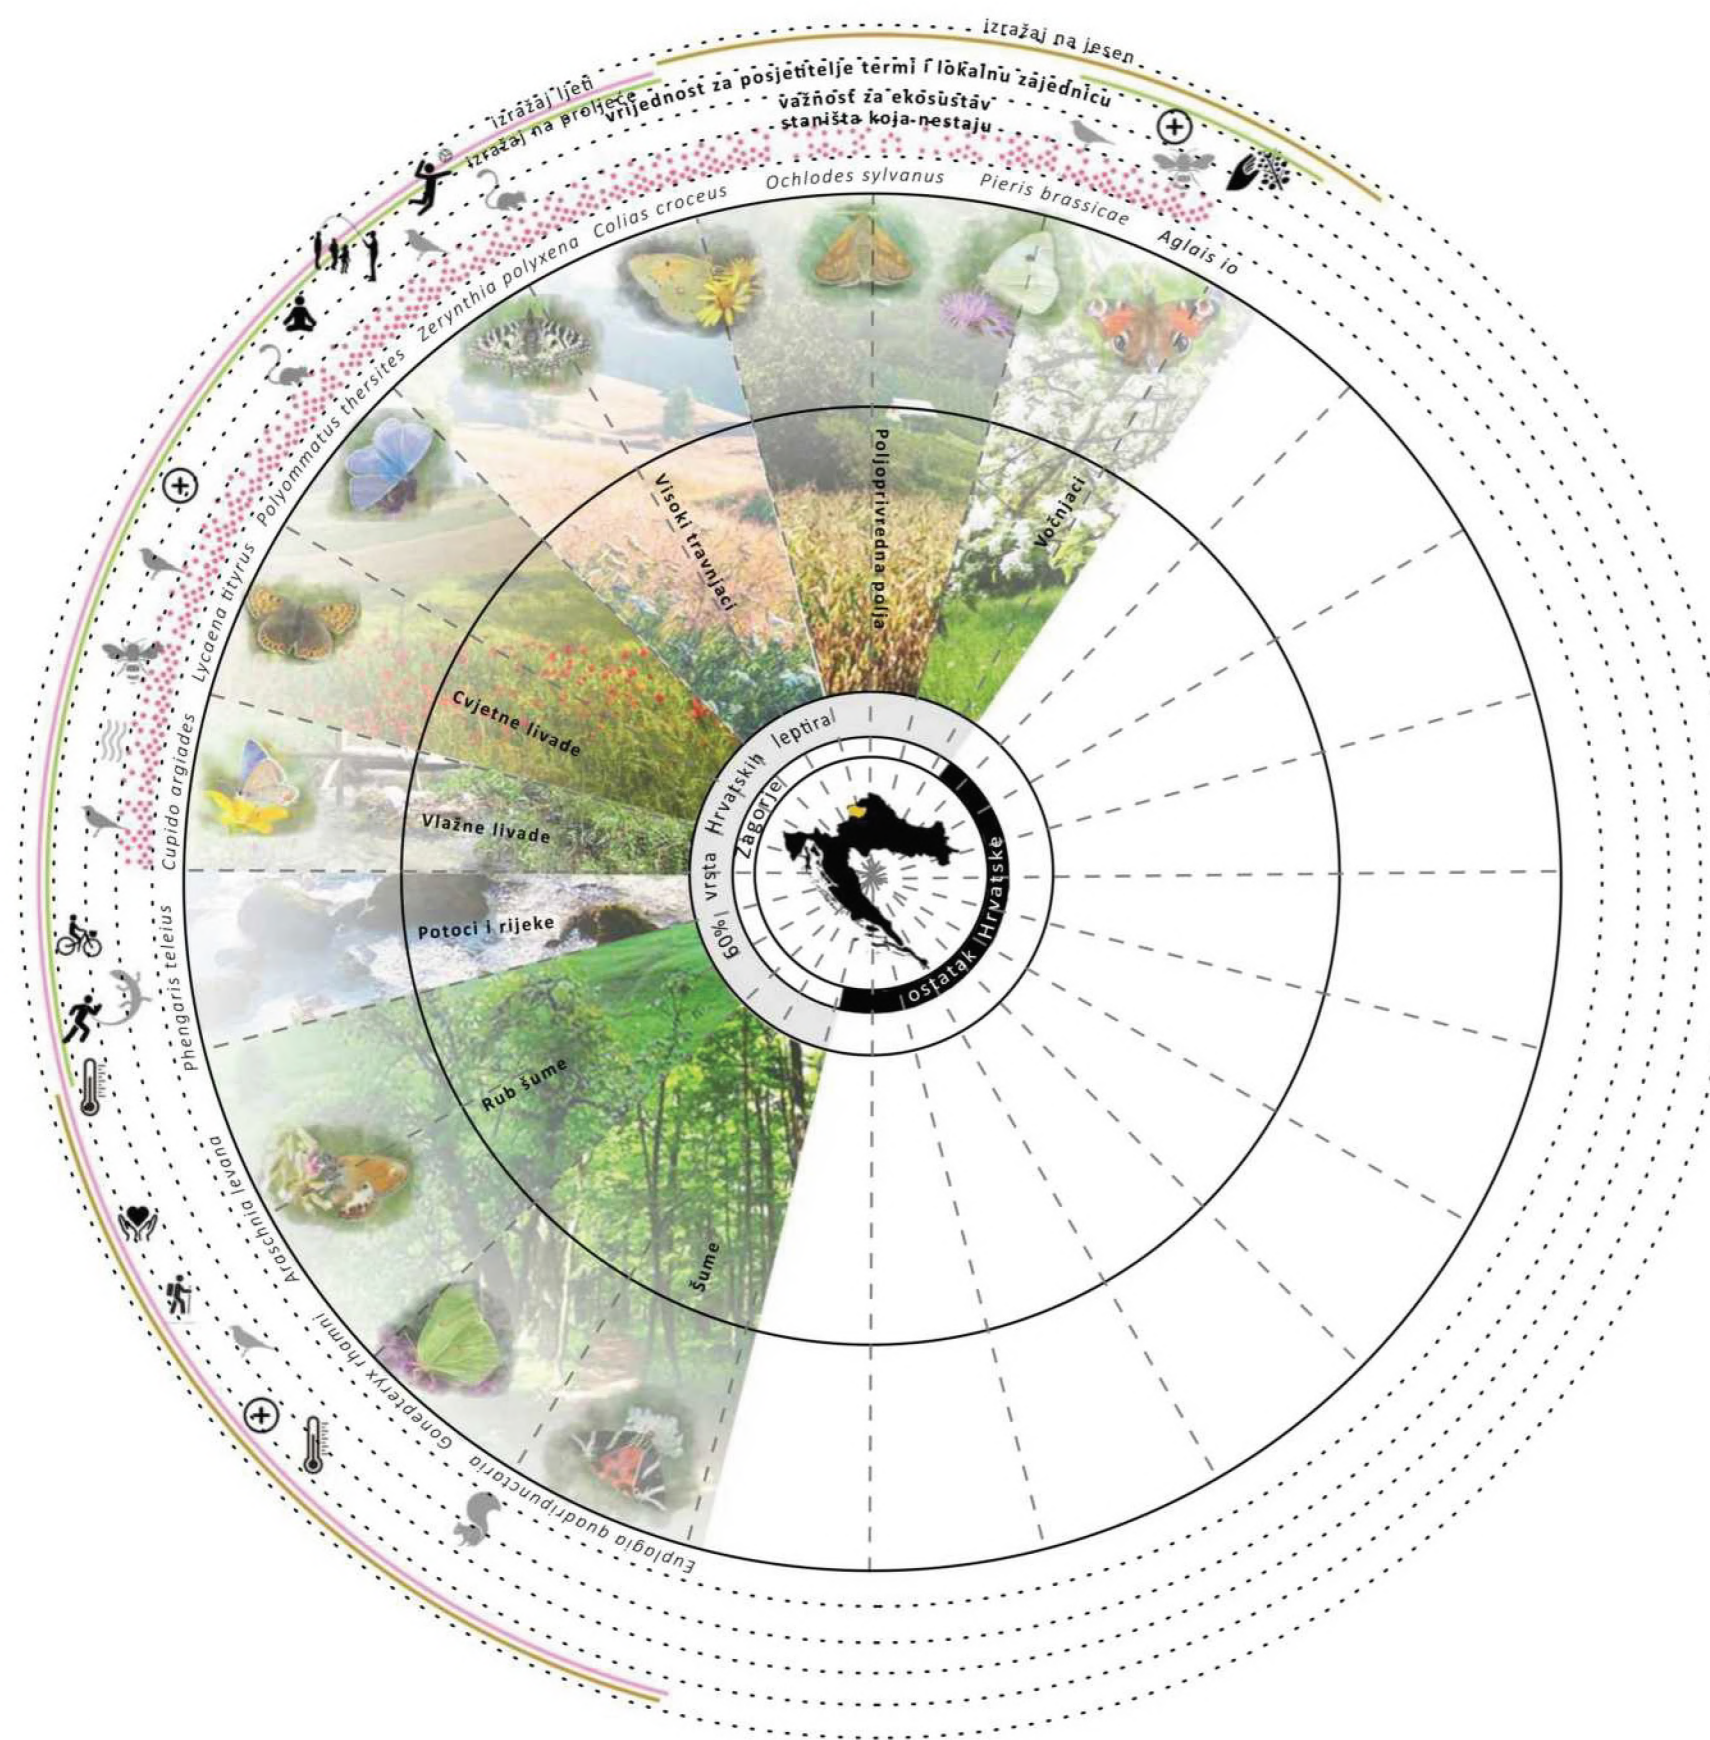 izražaj na jesen
izražaj ljeti
izražaj na proljeće
vrijednost za posjetitelje termi i lokalnu zajednicu
važnost za ekosustav
staništa koja nestaju
Euplagia quadripunctaria
Gonepteryx rhamni
Araschnia levana
phengaris teleius
Cupido argiades
Lycaena tityrus
Polyommatus thersites
Zerynthia polyxena
Colias croceus
Ochlodes sylvanus
Pieris brassicae
Aglais io
Šume
Rub šume
Potoci i rijeke
Vlažne livade
Cvjetne livade
Visoki travnjaci
Poljoprivredna polja
Voćnjaci
60% vrsta Hrvatskih leptira
Zagorje
ostatak Hrvatske